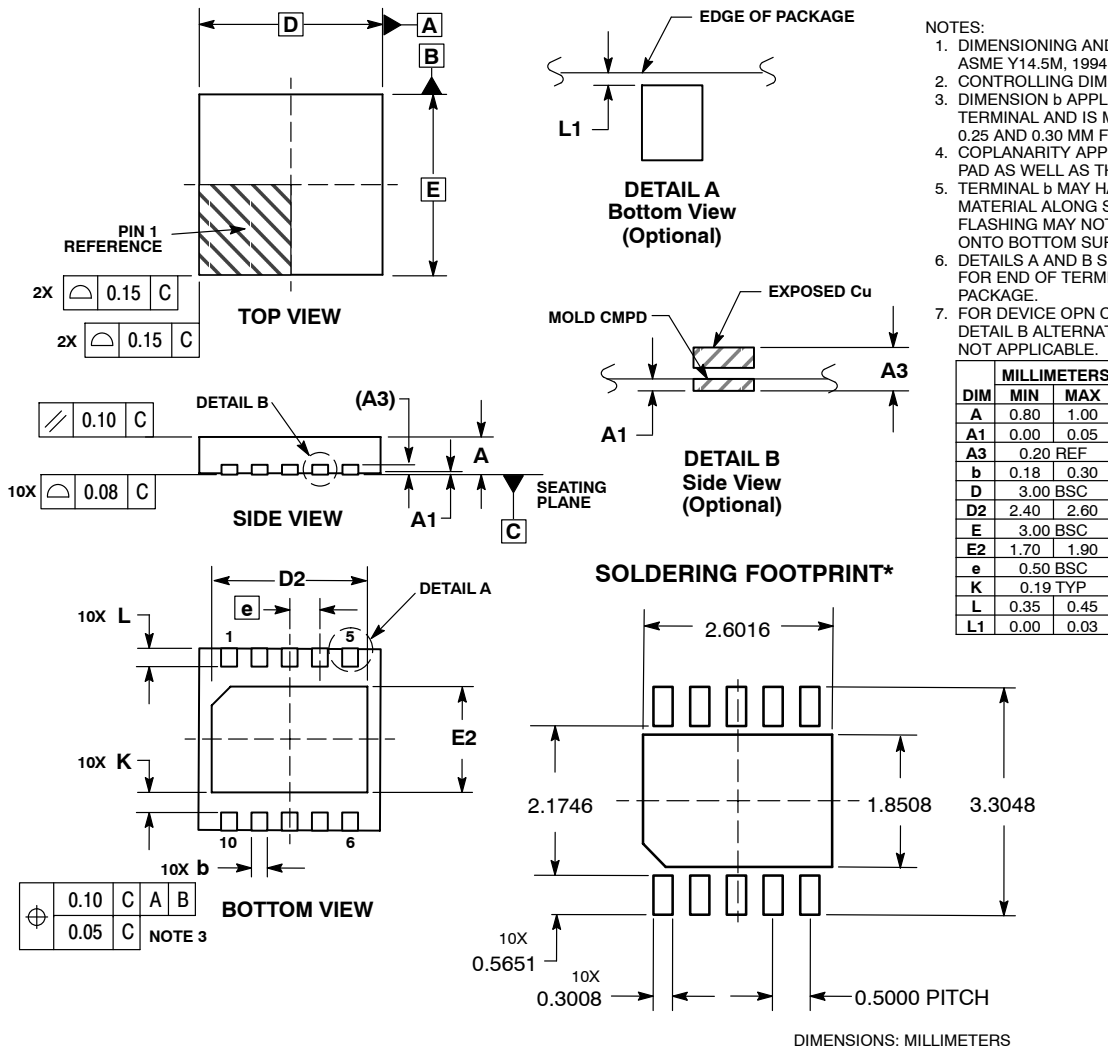 D
A
B
E
PIN 1
REFERENCE
2X 0.15 C
2X 0.15 C
TOP VIEW
EDGE OF PACKAGE
L1
DETAIL A
Bottom View
(Optional)
EXPOSED Cu
MOLD CMPD
A3
A1
DETAIL B
Side View
(Optional)
0.10 C
DETAIL B
(A3)
A
10X 0.08 C
SIDE VIEW
A1
C
SEATING
PLANE
D2
e
DETAIL A
10X L
1
5
E2
10X K
10
6
10X b
0.10 C A B
0.05 C NOTE 3
BOTTOM VIEW
SOLDERING FOOTPRINT*
2.6016
2.1746
1.8508
3.3048
10X
0.5651
10X
0.3008
0.5000 PITCH
DIMENSIONS: MILLIMETERS
NOTES:
1. DIMENSIONING AND
ASME Y14.5M, 1994
2. CONTROLLING DIM
3. DIMENSION b APPL
TERMINAL AND IS M
0.25 AND 0.30 MM F
4. COPLANARITY APP
PAD AS WELL AS TH
5. TERMINAL b MAY HA
MATERIAL ALONG S
FLASHING MAY NOT
ONTO BOTTOM SUR
6. DETAILS A AND B S
FOR END OF TERMI
PACKAGE.
7. FOR DEVICE OPN C
DETAIL B ALTERNAT
NOT APPLICABLE.
MILLIMETERS
DIM MIN MAX
A 0.80 1.00
A1 0.00 0.05
A3 0.20 REF
b 0.18 0.30
D 3.00 BSC
D2 2.40 2.60
E 3.00 BSC
E2 1.70 1.90
e 0.50 BSC
K 0.19 TYP
L 0.35 0.45
L1 0.00 0.03